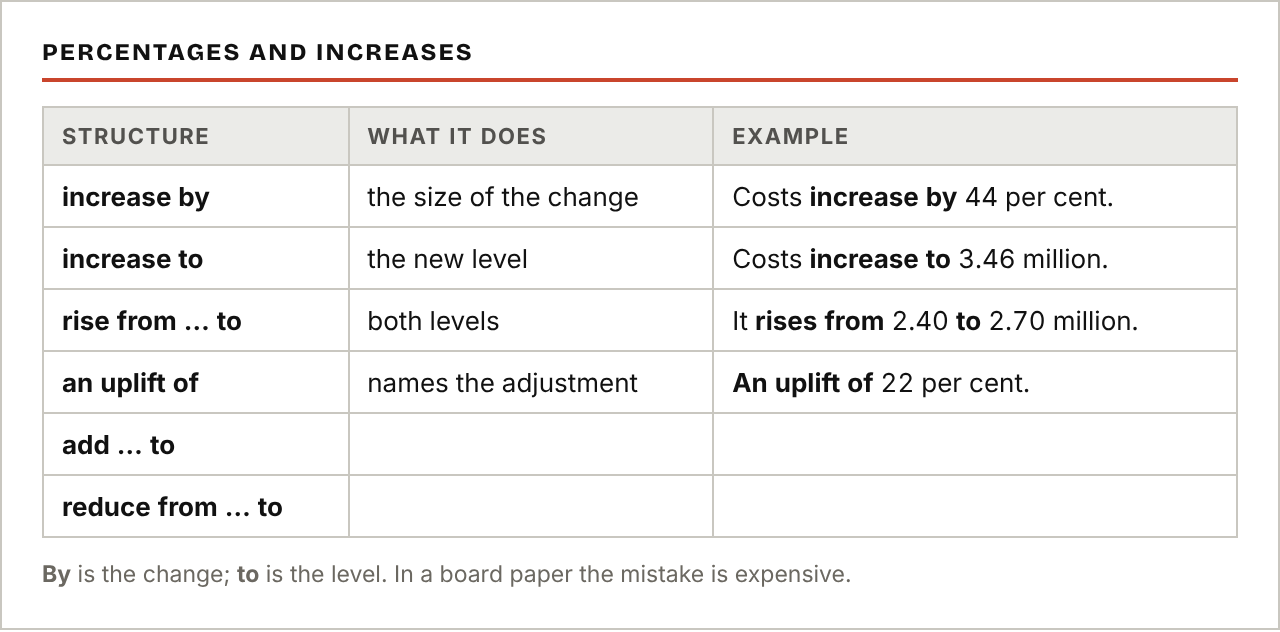 PERCENTAGES AND INCREASES
STRUCTURE WHAT IT DOES EXAMPLE
increase by the size of the change Costs increase by 44 per cent.
increase to the new level Costs increase to 3.46 million.
rise from … to both levels It rises from 2.40 to 2.70 million.
an uplift of names the adjustment An uplift of 22 per cent.
add … to
reduce from … to
By is the change; to is the level. In a board paper the mistake is expensive.